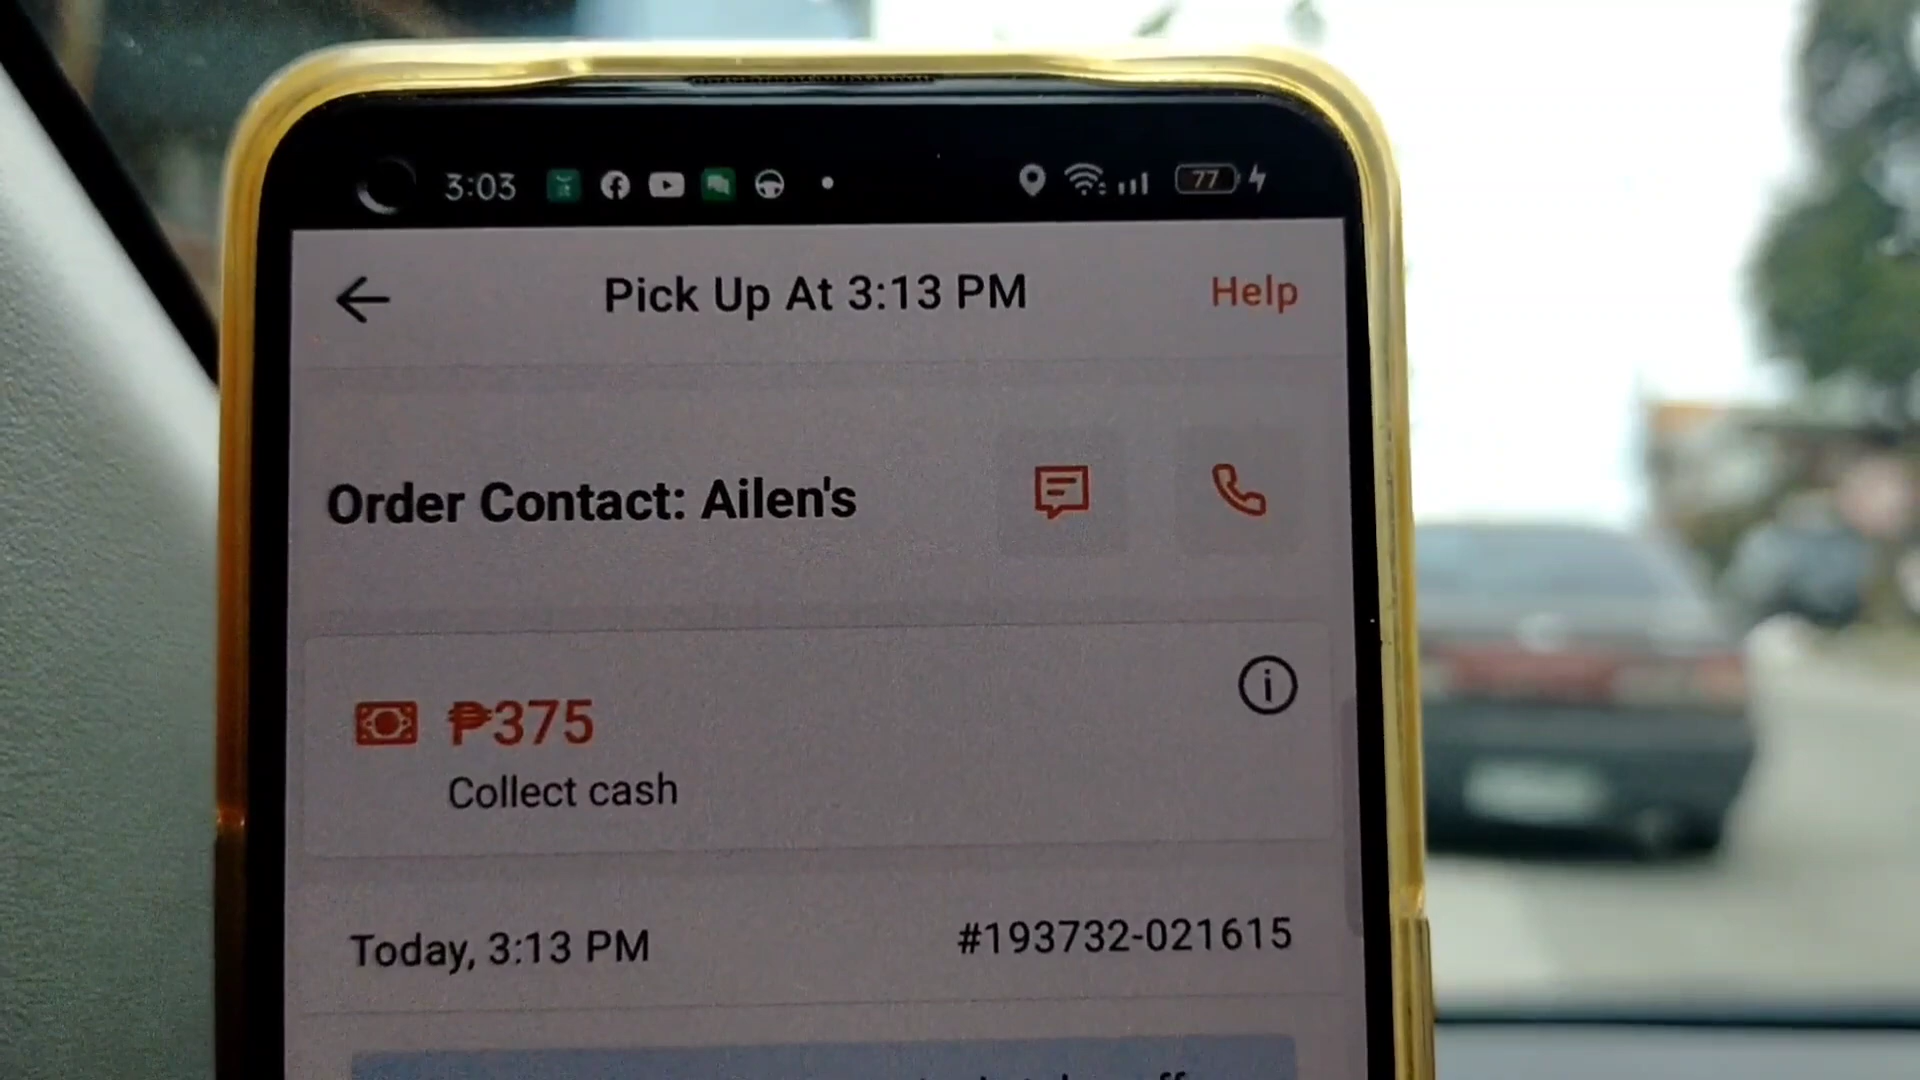 3:03
77
Pick Up At 3:13 PM
Help
Order Contact: Ailen's
₱375
Collect cash
Today, 3:13 PM
#193732-021615